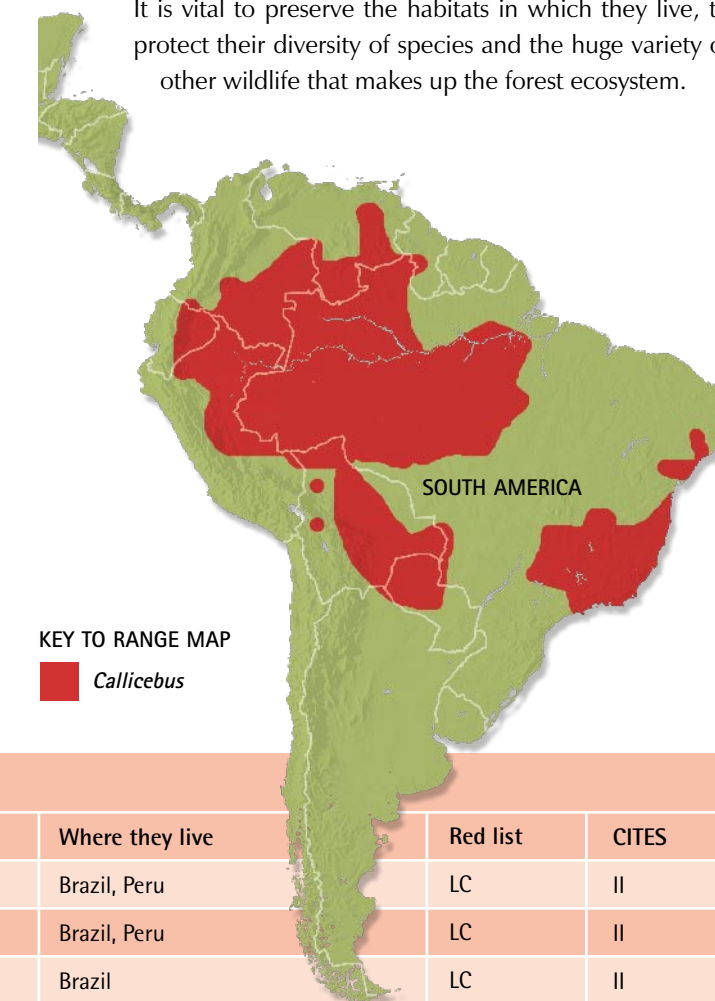 It is vital to preserve the habitats in which they live,
protect their diversity of species and the huge variety
other wildlife that makes up the forest ecosystem.
SOUTH AMERICA
KEY TO RANGE MAP
Callicebus
Where they live Red list CITES
Brazil, Peru LC II
Brazil, Peru LC II
Brazil LC II